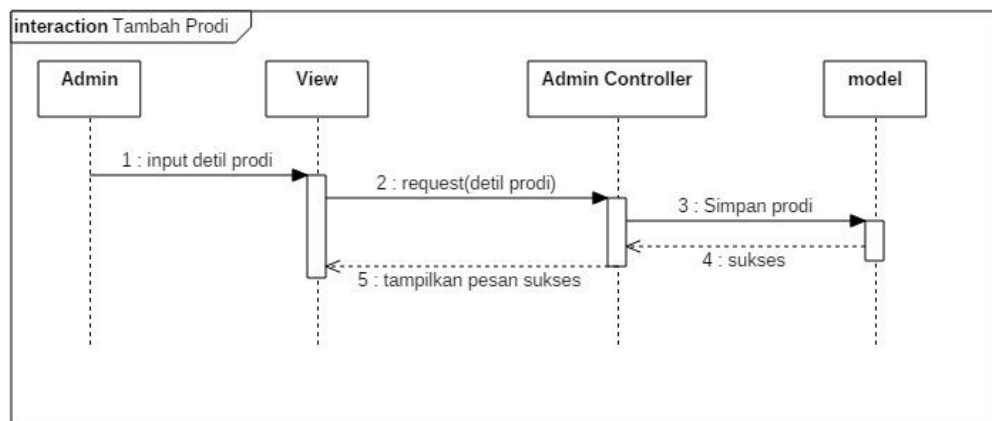 interaction Tambah Prodi
Admin
View
Admin Controller
model
1 : input detil prodi
2 : request(detil prodi)
3 : Simpan prodi
4 : sukses
5 : tampilkan pesan sukses